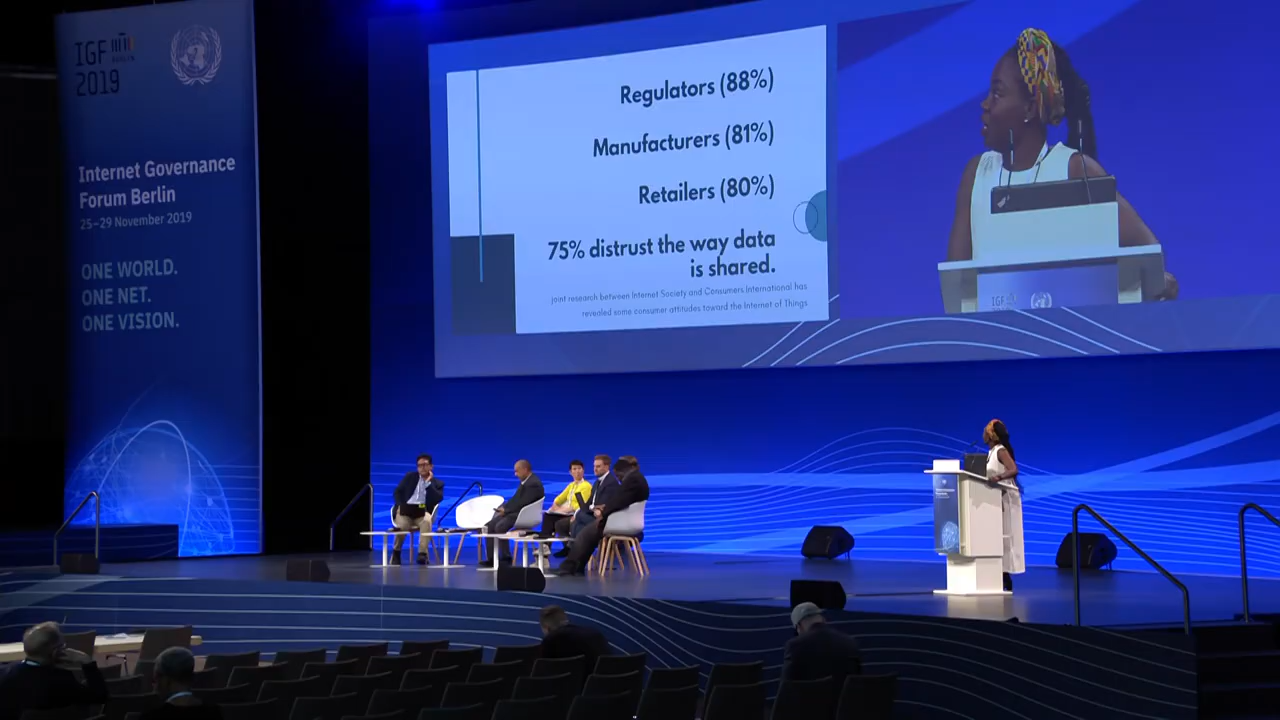 IGF
2019
Internet Governance
Forum Berlin
25–29 November 2019
ONE WORLD.
ONE NET.
ONE VISION.
Regulators (88%)
Manufacturers (81%)
Retailers (80%)
75% distrust the way data
is shared.
joint research between Internet Society and Consumers International has
revealed some consumer attitudes toward the Internet of Things
IGF